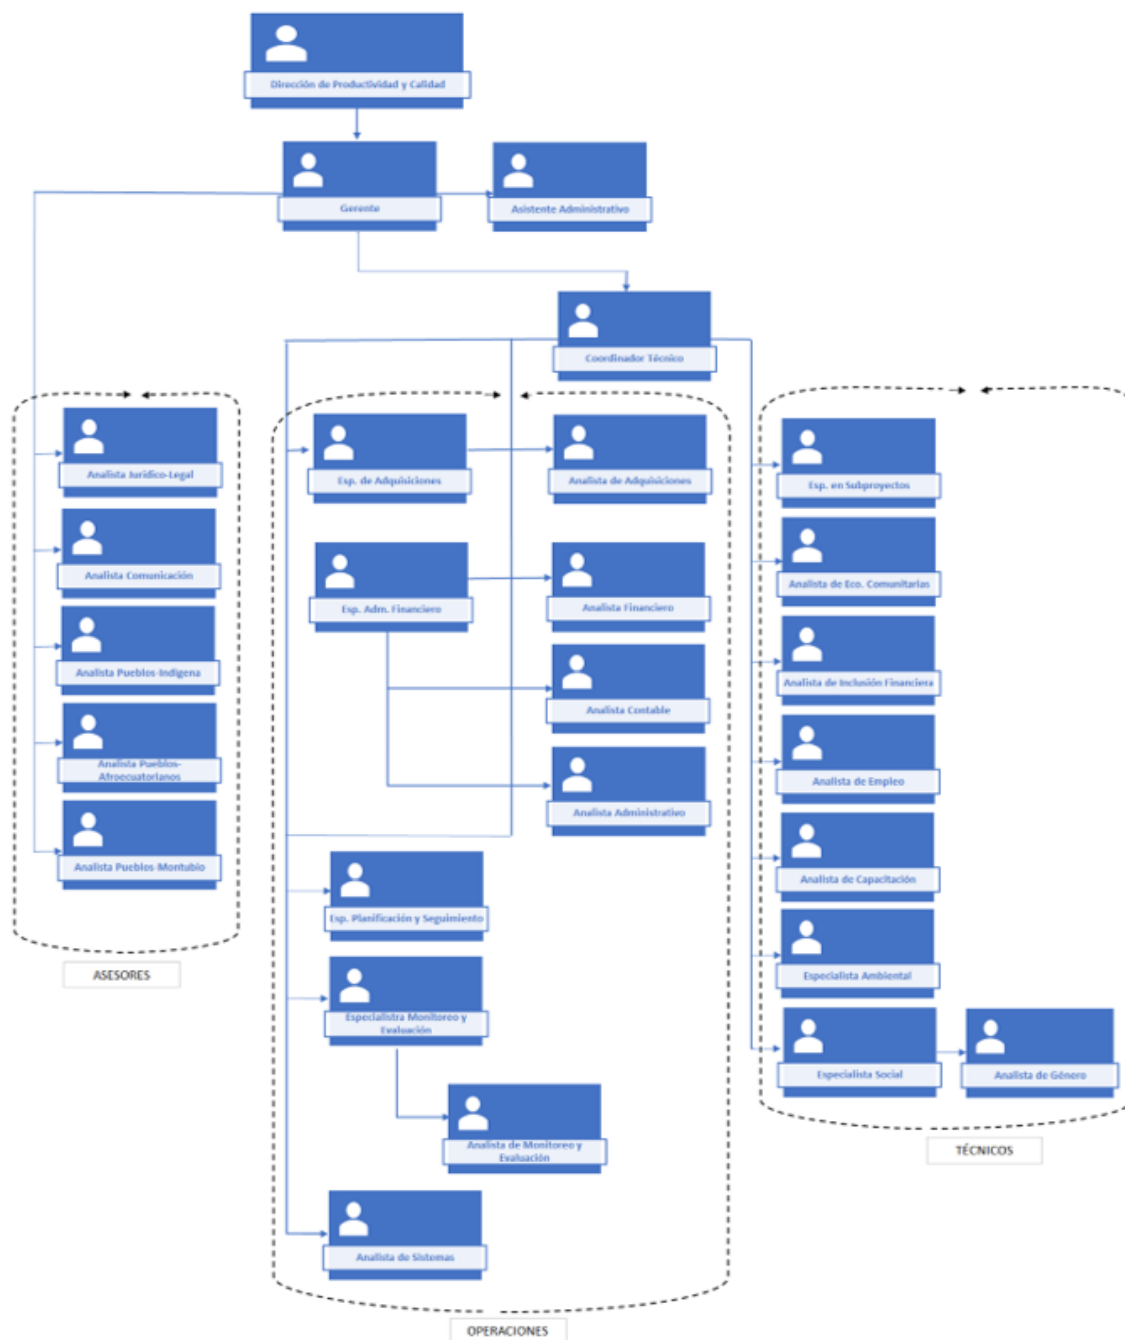 Dirección de Productividad y Calidad
Gerente
Asistente Administrativo
Coordinador Técnico
Analista Jurídico-Legal
Analista Comunicación
Analista Pueblos-Indígena
Analista Pueblos-
Afroecuatorianos
Analista Pueblos-Montubio
ASESORES
Esp. de Adquisiciones
Analista de Adquisiciones
Esp. Adm. Financiero
Analista Financiero
Analista Contable
Analista Administrativo
Esp. Planificación y Seguimiento
Especialistra Monitoreo y
Evaluación
Analista de Monitoreo y
Evaluación
Analista de Sistemas
OPERACIONES
Esp. en Subproyectos
Analista de Eco. Comunitarias
Analista de Inclusión Financiera
Analista de Empleo
Analista de Capacitación
Especialista Ambiental
Especialista Social
Analista de Género
TÉCNICOS